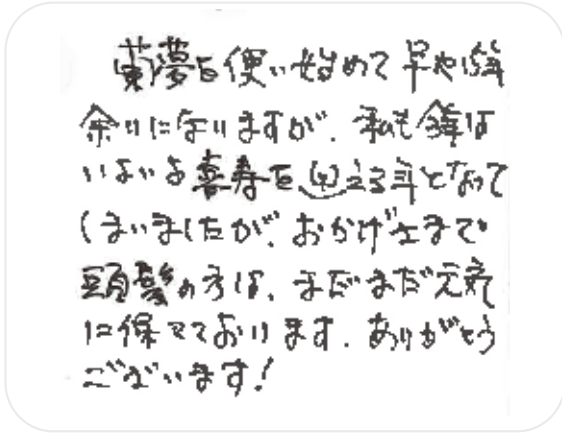 蘭夢を使い始めて早や15年
余りになりますが、私も今年は
いよいよ喜寿を迎える年となって
しまいましたが、おかげさまで
頭髪の方は、まだまだ元気
に保てております。ありがとう
ございます!